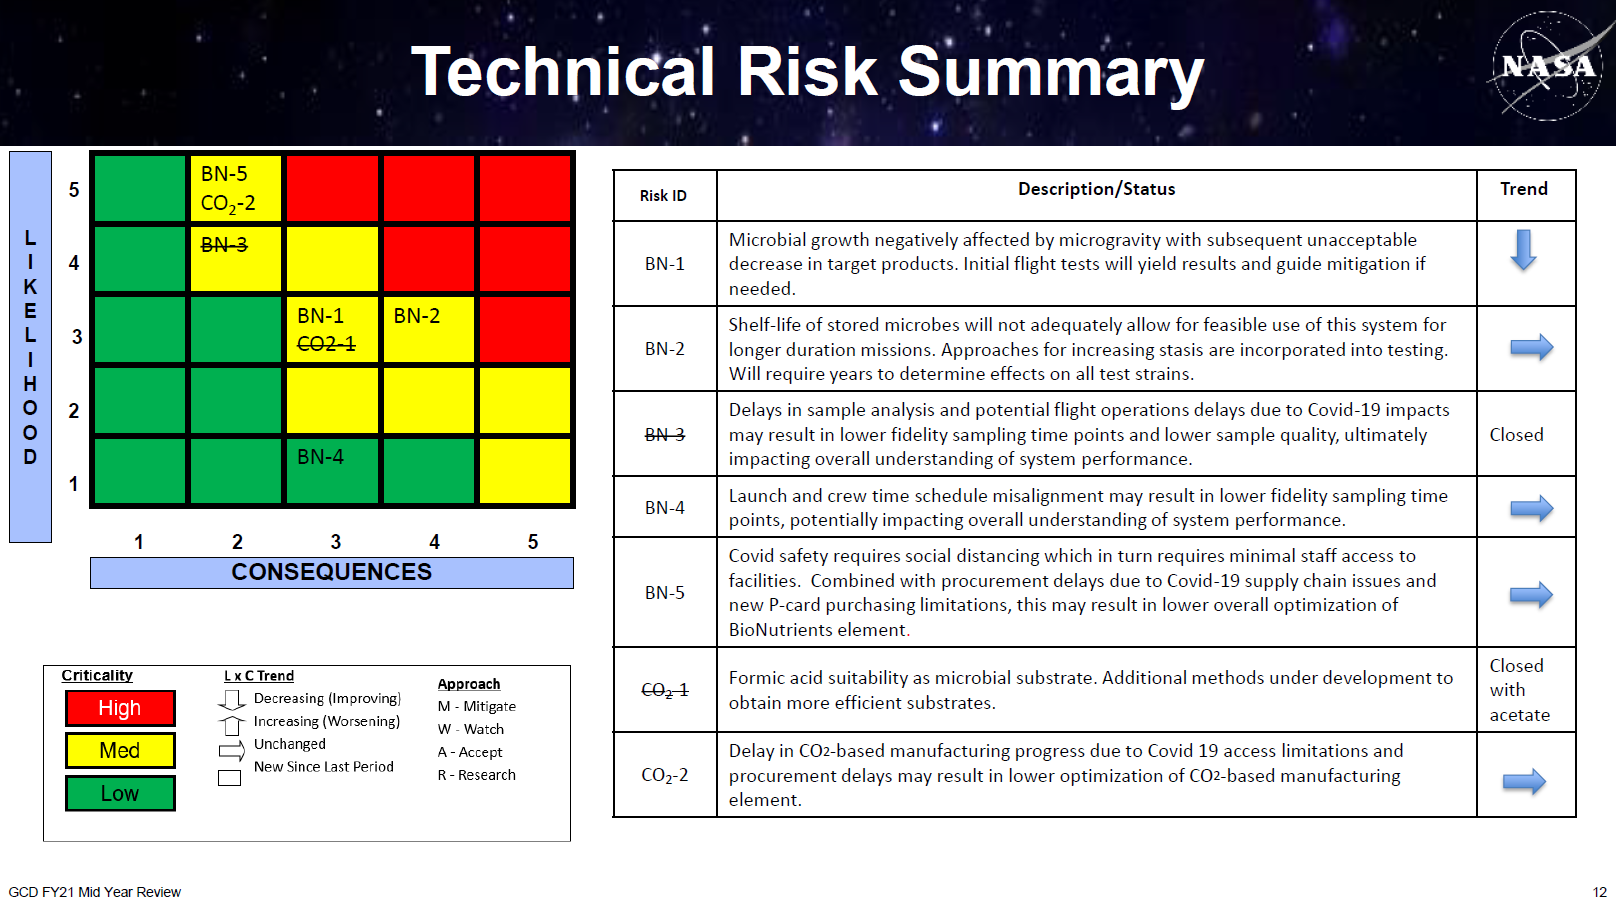 Technical Risk Summary
NASA
LIKELIHOOD
5
4
3
2
1
BN-5
CO2-2
BN-3
BN-1
CO2-1
BN-2
BN-4
1 2 3 4 5
CONSEQUENCES
Criticality
High
Med
Low
L x C Trend
Decreasing (Improving)
Increasing (Worsening)
Unchanged
New Since Last Period
Approach
M - Mitigate
W - Watch
A - Accept
R - Research
Risk ID Description/Status Trend
BN-1
Microbial growth negatively affected by microgravity with subsequent unacceptable
decrease in target products. Initial flight tests will yield results and guide mitigation if
needed.
BN-2
Shelf-life of stored microbes will not adequately allow for feasible use of this system for
longer duration missions. Approaches for increasing stasis are incorporated into testing.
Will require years to determine effects on all test strains.
BN-3
Delays in sample analysis and potential flight operations delays due to Covid-19 impacts
may result in lower fidelity sampling time points and lower sample quality, ultimately
impacting overall understanding of system performance.
Closed
BN-4
Launch and crew time schedule misalignment may result in lower fidelity sampling time
points, potentially impacting overall understanding of system performance.
BN-5
Covid safety requires social distancing which in turn requires minimal staff access to
facilities. Combined with procurement delays due to Covid-19 supply chain issues and
new P-card purchasing limitations, this may result in lower overall optimization of
BioNutrients element.
CO2-1
Formic acid suitability as microbial substrate. Additional methods under development to
obtain more efficient substrates.
Closed
with
acetate
CO2-2
Delay in CO2-based manufacturing progress due to Covid 19 access limitations and
procurement delays may result in lower optimization of CO2-based manufacturing
element.
GCD FY21 Mid Year Review
12